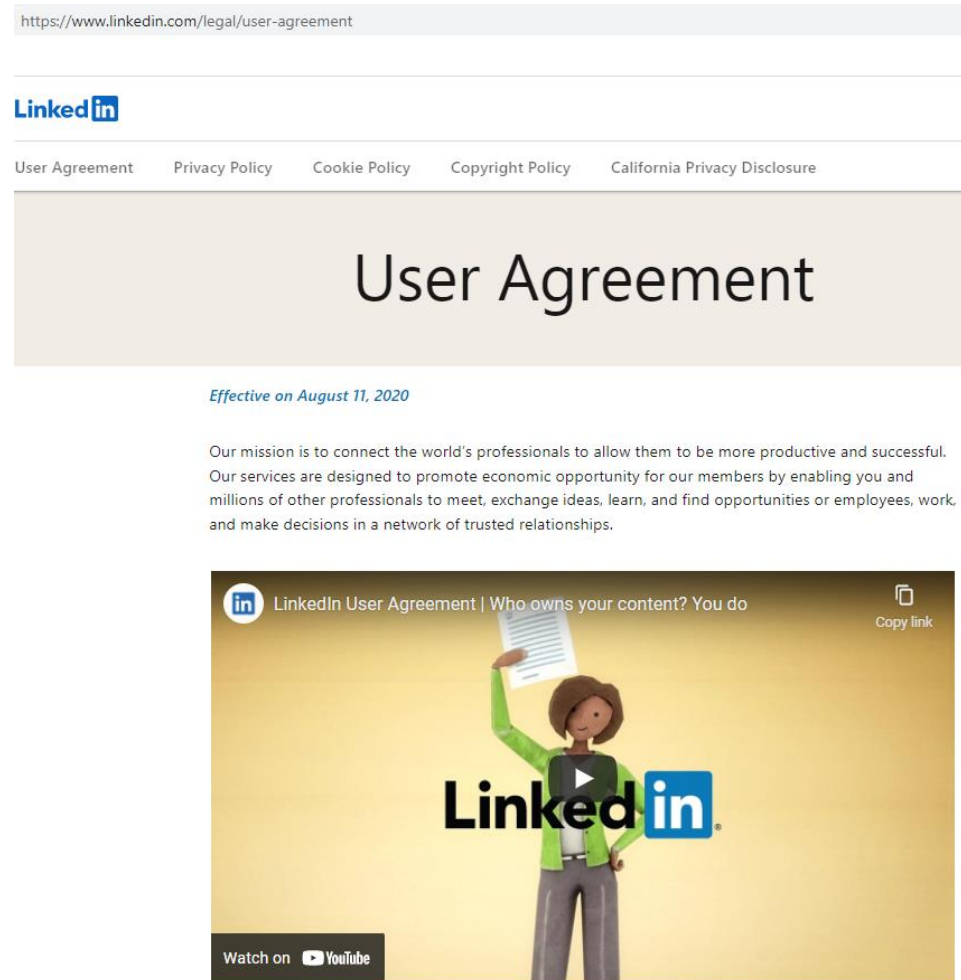 https://www.linkedin.com/legal/user-agreement
Linked in
User Agreement Privacy Policy Cookie Policy Copyright Policy California Privacy Disclosure
User Agreement
Effective on August 11, 2020
Our mission is to connect the world's professionals to allow them to be more productive and successful.
Our services are designed to promote economic opportunity for our members by enabling you and
millions of other professionals to meet, exchange ideas, learn, and find opportunities or employees, work,
and make decisions in a network of trusted relationships.
in LinkedIn User Agreement | Who owns your content? You do
Copy link
Linked in®
Watch on YouTube